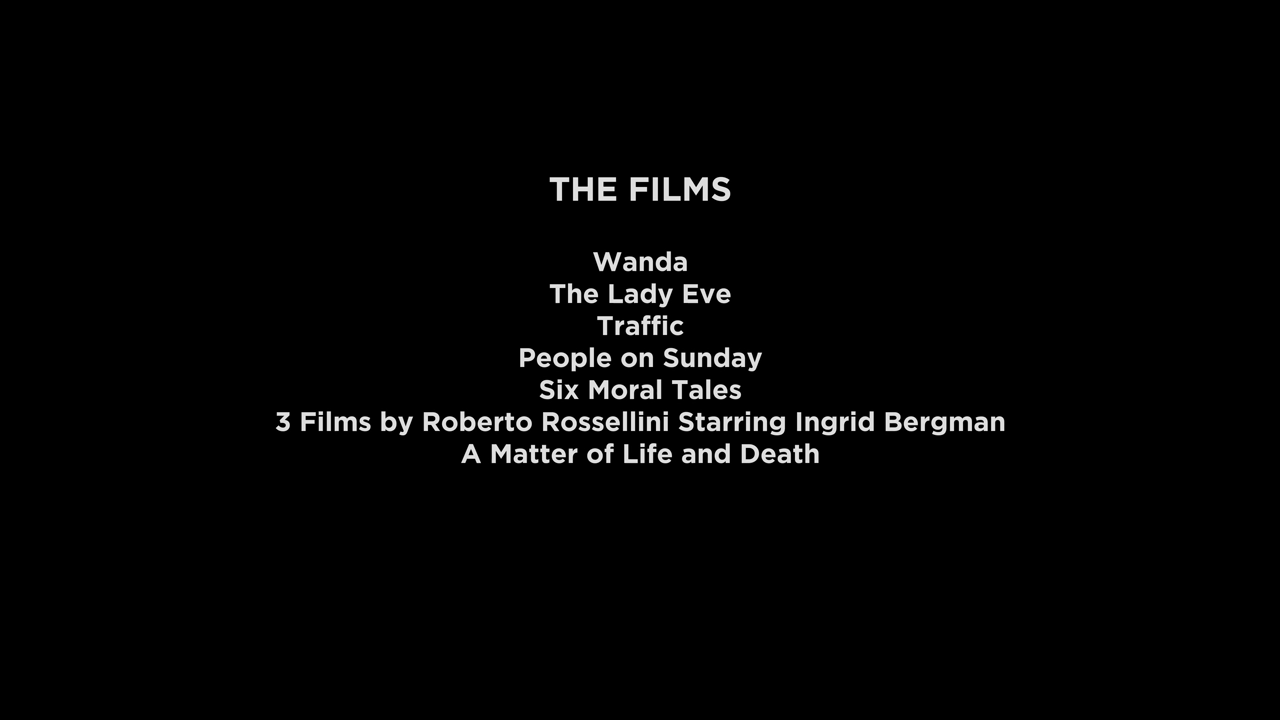 THE FILMS
Wanda
The Lady Eve
Traffic
People on Sunday
Six Moral Tales
3 Films by Roberto Rossellini Starring Ingrid Bergman
A Matter of Life and Death